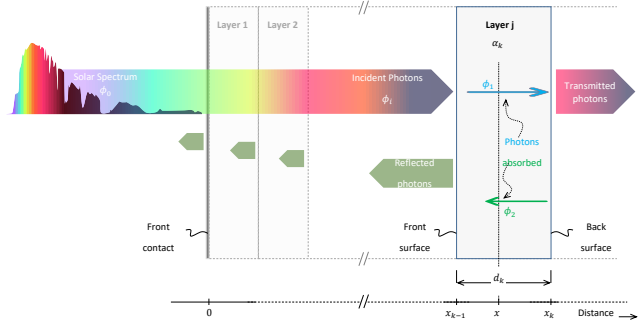 Layer 1
Layer 2
Layer j
α_k
Solar Spectrum
ϕ_0
Incident Photons
ϕ_I
ϕ_1
Transmitted
photons
Photons
absorbed
Reflected
photons
ϕ_2
Front
contact
Front
surface
Back
surface
d_k
0
x_{k−1}
x
x_k
Distance